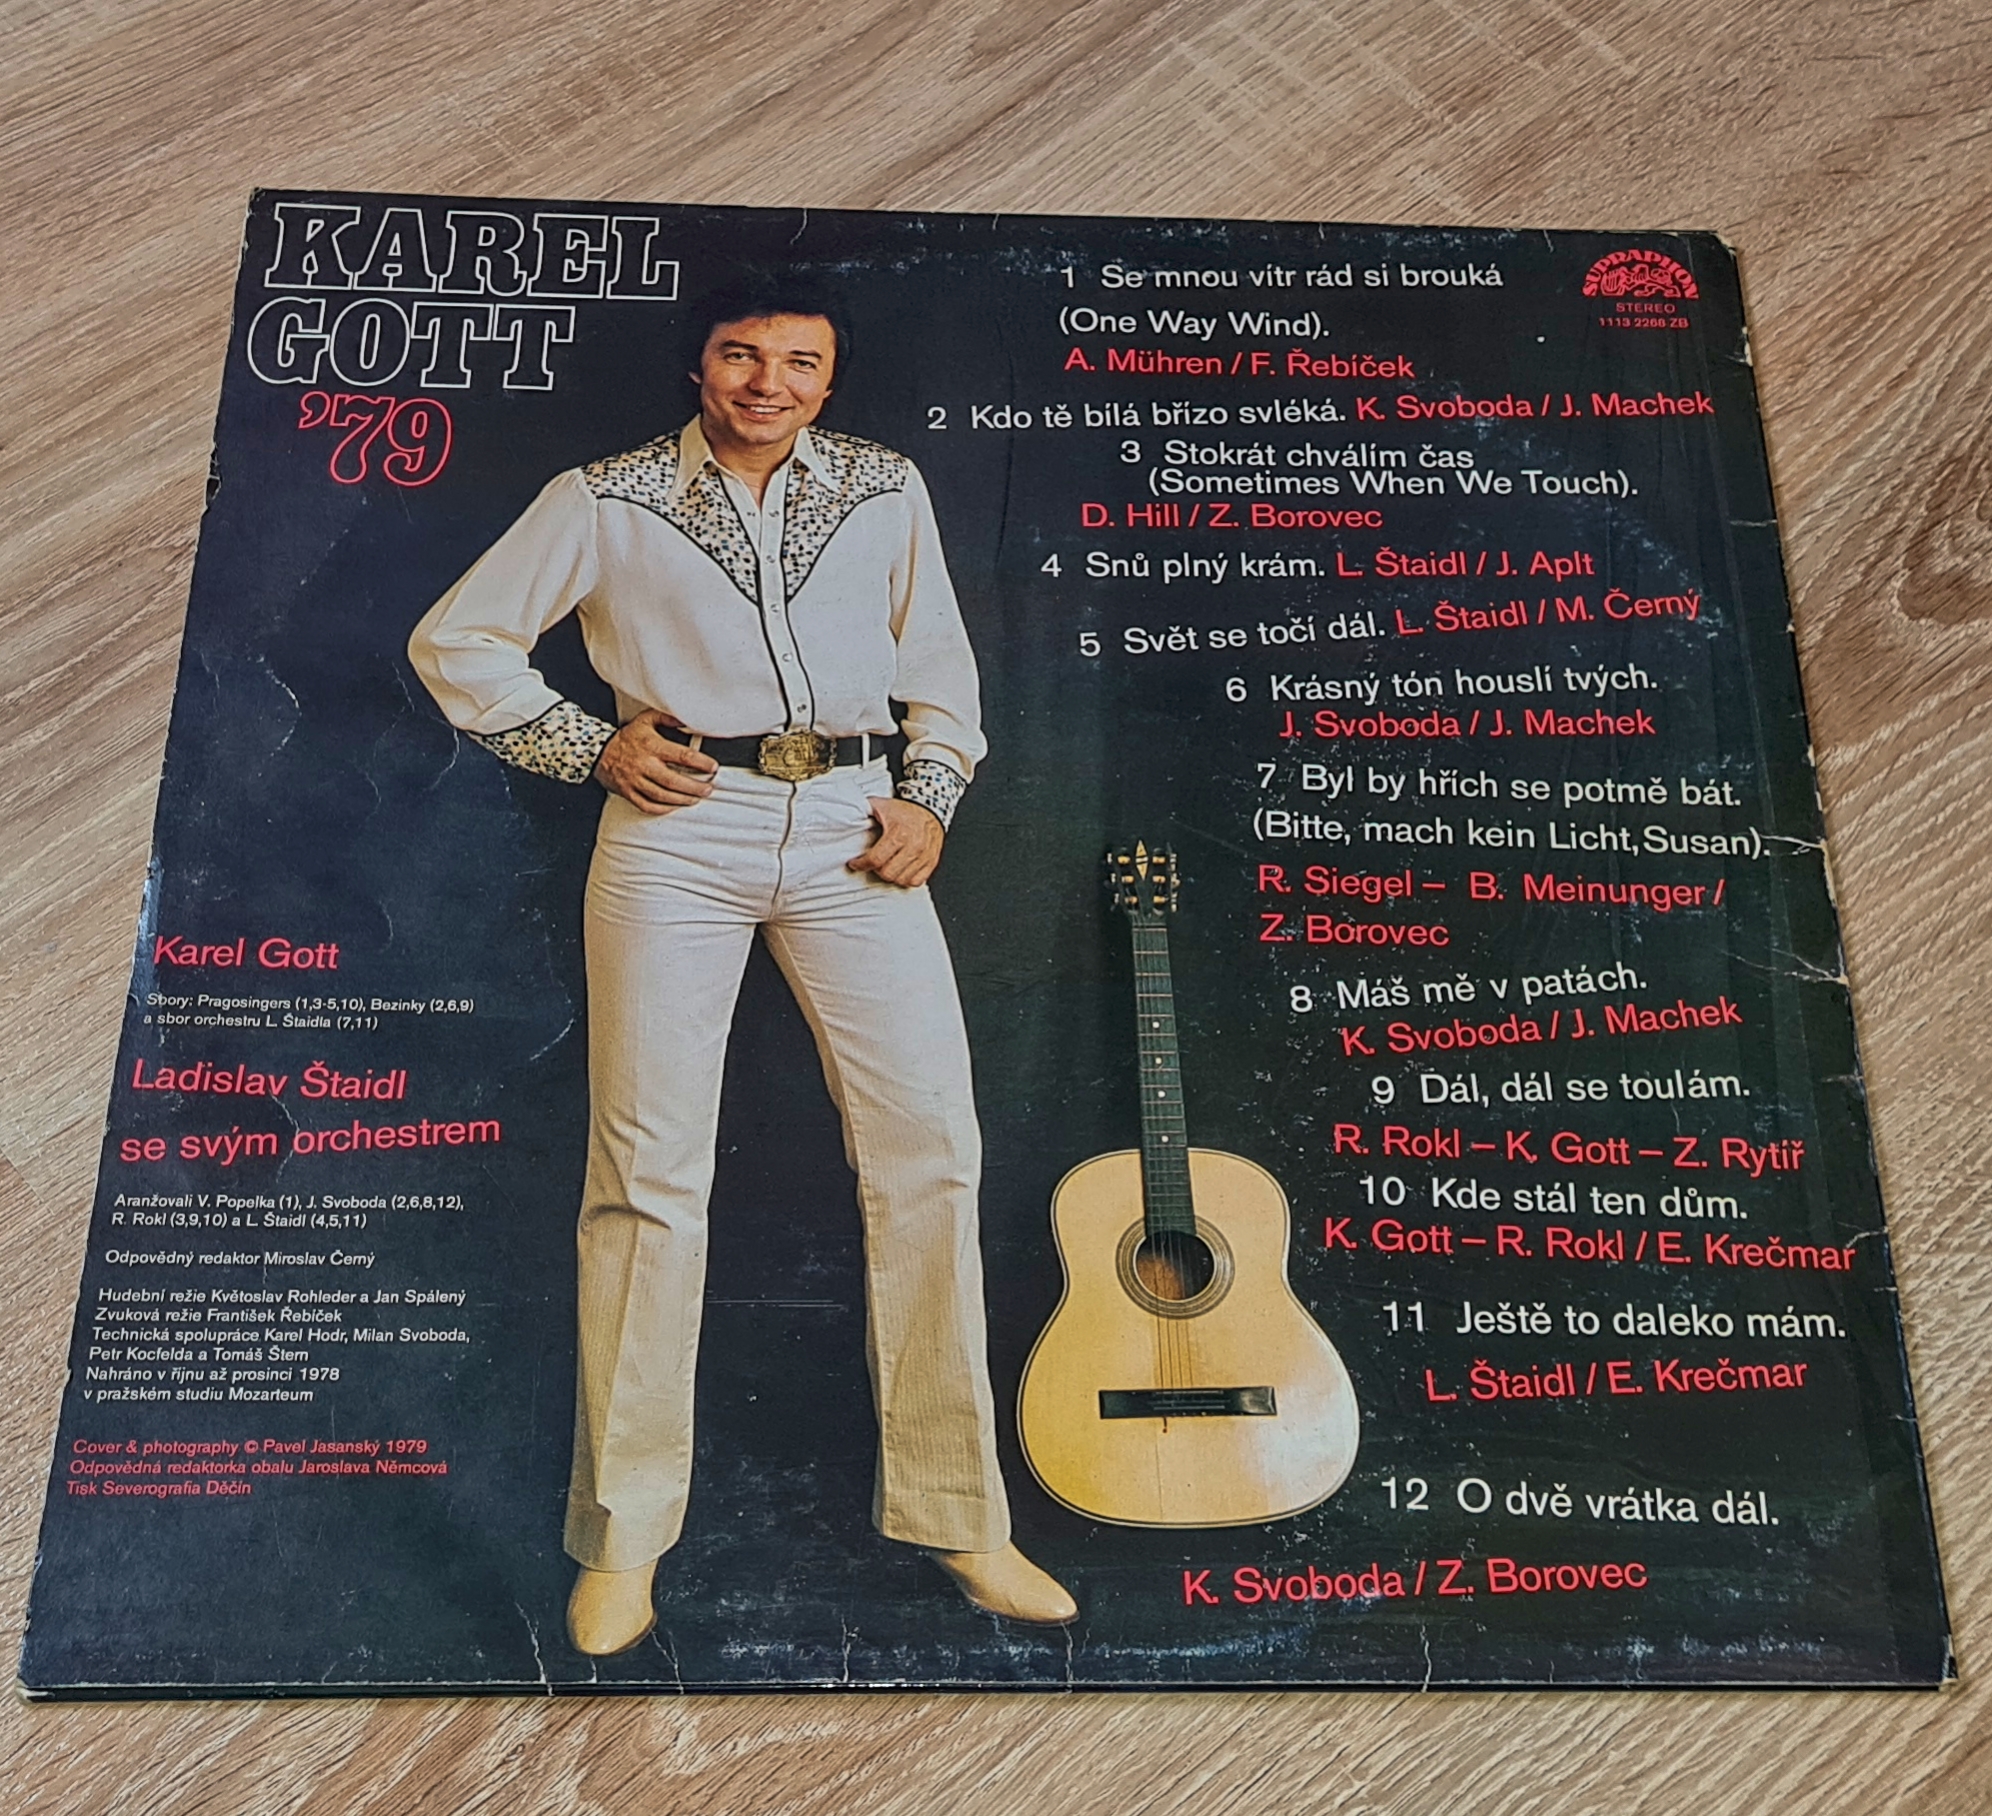 KAREL
GOTT
'79
SUPRAPHON
STEREO
1113 2268 ZB
1 Se mnou vítr rád si brouká
(One Way Wind).
A. Mühren / F. Řebíček
2 Kdo tě bílá břízo svléká. K. Svoboda / J. Machek
3 Stokrát chválím čas
(Sometimes When We Touch).
D. Hill / Z. Borovec
4 Snů plný krám. L. Štaidl / J. Aplt
5 Svět se točí dál. L. Štaidl / M. Černý
6 Krásný tón houslí tvých.
J. Svoboda / J. Machek
7 Byl by hřích se potmě bát.
(Bitte, mach kein Licht, Susan).
R. Siegel – B. Meinunger /
Z. Borovec
8 Máš mě v patách.
K. Svoboda / J. Machek
9 Dál, dál se toulám.
R. Rokl – K. Gott – Z. Rytíř
10 Kde stál ten dům.
K. Gott – R. Rokl / E. Krečmar
11 Ještě to daleko mám.
L. Štaidl / E. Krečmar
12 O dvě vrátka dál.
K. Svoboda / Z. Borovec
Karel Gott
Sbory: Pragosingers (1,3-5,10), Bezinky (2,6,9)
a sbor orchestru L. Štaidla (7,11)
Ladislav Štaidl
se svým orchestrem
Aranžovali V. Popelka (1), J. Svoboda (2,6,8,12),
R. Rokl (3,9,10) a L. Štaidl (4,5,11)
Odpovědný redaktor Miroslav Černý
Hudební režie Květoslav Rohleder a Jan Spálený
Zvuková režie František Řebíček
Technická spolupráce Karel Hodr, Milan Svoboda,
Petr Kocfelda a Tomáš Štern
Nahráno v říjnu až prosinci 1978
v pražském studiu Mozarteum
Cover & photography © Pavel Jasanský 1979
Odpovědná redaktorka obalu Jaroslava Němcová
Tisk Severografia Děčín